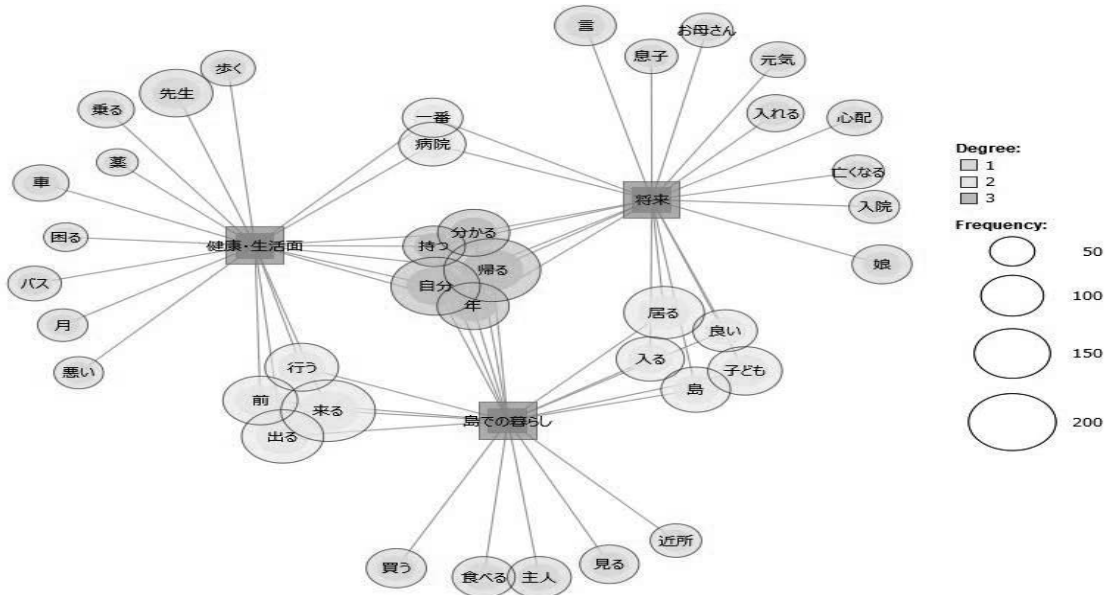 言
お母さん
息子
元気
歩く
先生
乗る
一番
入れる
心配
病院
薬
Degree:
1
2
3
亡くなる
車
将来
入院
Frequency:
50
100
150
200
困る
健康・生活面
分かる
持つ
帰る
娘
バス
自分
年
月
居る
良い
悪い
行う
入る
子ども
前
来る
島
出る
島での暮らし
近所
買う
食べる
主人
見る